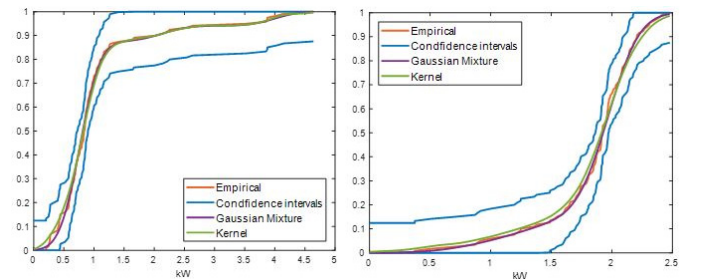 1
0.9
0.8
0.7
0.6
0.5
0.4
0.3
0.2
0.1
0
Empirical
Condfidence intervals
Gaussian Mixture
Kernel
0 0.5 1 1.5 2 2.5 3 3.5 4 4.5 5
kW
1
0.9
0.8
0.7
0.6
0.5
0.4
0.3
0.2
0.1
0
Empirical
Condfidence intervals
Gaussian Mixture
Kernel
0 0.5 1 1.5 2 2.5
kW